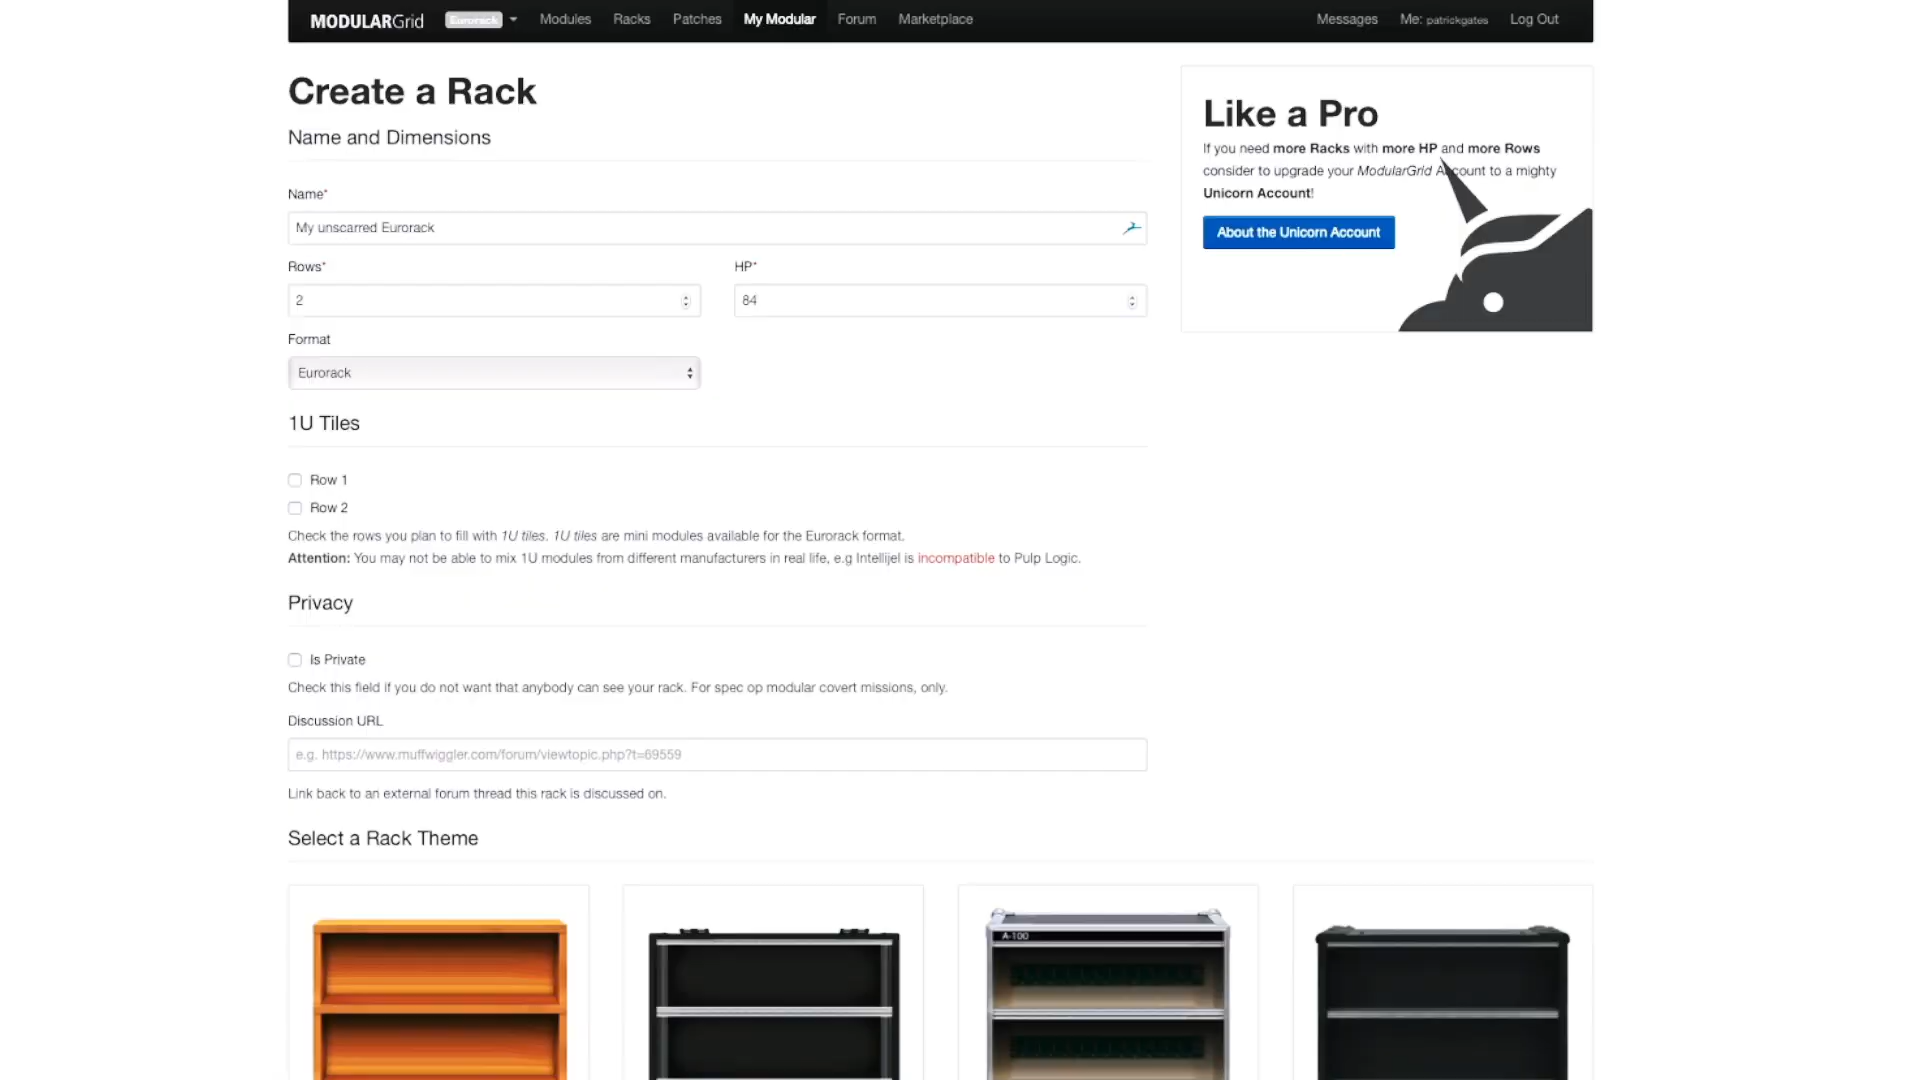 MODULARGrid Eurorack Modules Racks Patches My Modular Forum Marketplace Messages Me: patrickgates Log Out
Create a Rack
Name and Dimensions
Name*
My unscarred Eurorack
Rows* HP*
2 84
Format
Eurorack
1U Tiles
Row 1
Row 2
Check the rows you plan to fill with 1U tiles. 1U tiles are mini modules available for the Eurorack format.
Attention: You may not be able to mix 1U modules from different manufacturers in real life, e.g Intellijel is incompatible to Pulp Logic.
Privacy
Is Private
Check this field if you do not want that anybody can see your rack. For spec op modular covert missions, only.
Discussion URL
e.g. https://www.muffwiggler.com/forum/viewtopic.php?t=69559
Link back to an external forum thread this rack is discussed on.
Select a Rack Theme
A-100
Like a Pro
If you need more Racks with more HP and more Rows
consider to upgrade your ModularGrid Account to a mighty
Unicorn Account!
About the Unicorn Account